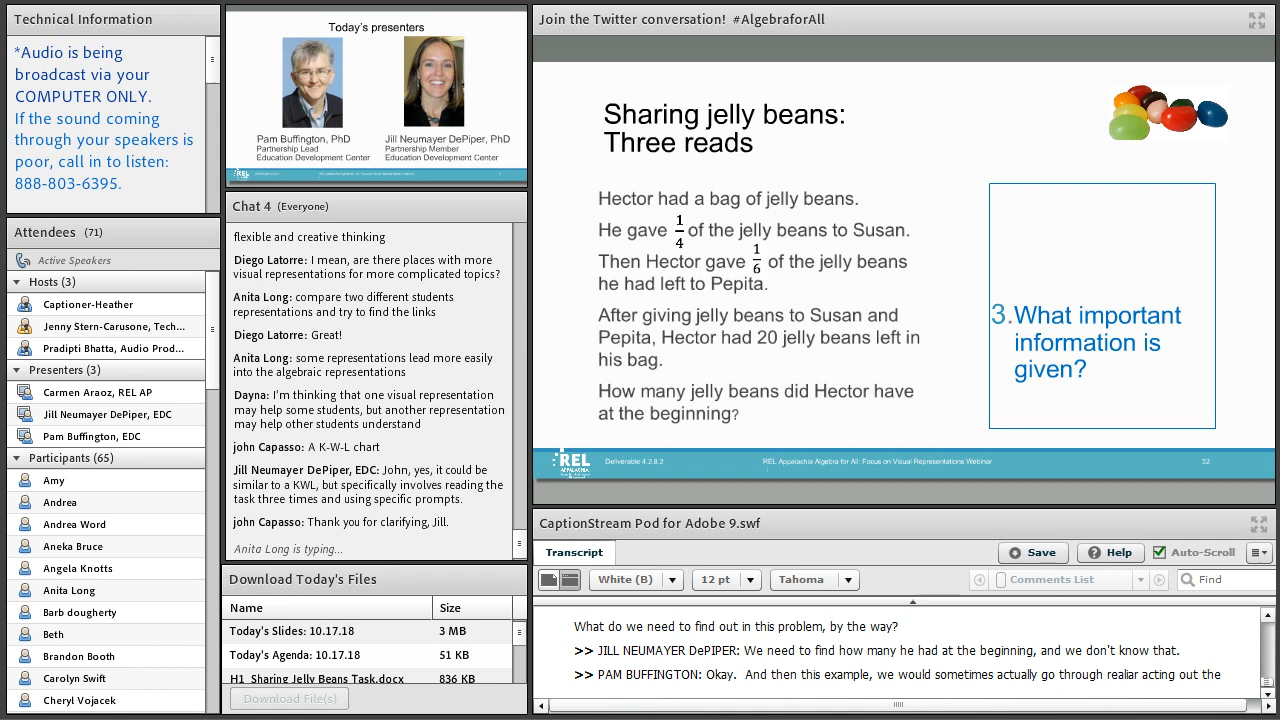 Technical Information
*Audio is being
broadcast via your
COMPUTER ONLY.
If the sound coming
through your speakers is
poor, call in to listen:
888-803-6395.
Attendees (71)
Active Speakers
Hosts (3)
Captioner-Heather
Jenny Stern-Carusone, Tech...
Pradipti Bhatta, Audio Prod...
Presenters (3)
Carmen Araoz, REL AP
Jill Neumayer DePiper, EDC
Pam Buffington, EDC
Participants (65)
Amy
Andrea
Andrea Word
Aneka Bruce
Angela Knotts
Anita Long
Barb dougherty
Beth
Brandon Booth
Carolyn Swift
Cheryl Vojacek
Today's presenters
Pam Buffington, PhD
Partnership Lead
Education Development Center
Jill Neumayer DePiper, PhD
Partnership Member
Education Development Center
REL
Chat 4 (Everyone)
flexible and creative thinking
Diego Latorre: I mean, are there places with more
visual representations for more complicated topics?
Anita Long: compare two different students
representations and try to find the links
Diego Latorre: Great!
Anita Long: some representations lead more easily
into the algebraic representations
Dayna: I'm thinking that one visual representation
may help some students, but another representation
may help other students understand
john Capasso: A K-W-L chart
Jill Neumayer DePiper, EDC: John, yes, it could be
similar to a KWL, but specifically involves reading the
task three times and using specific prompts.
john Capasso: Thank you for clarifying, Jill.
Anita Long is typing...
Download Today's Files
Name Size
Today's Slides: 10.17.18 3 MB
Today's Agenda: 10.17.18 51 KB
H1_Sharing Jelly Beans Task.docx 836 KB
Download File(s)
Join the Twitter conversation! #AlgebraforAll
Sharing jelly beans:
Three reads
Hector had a bag of jelly beans.
He gave 1/4 of the jelly beans to Susan.
Then Hector gave 1/6 of the jelly beans
he had left to Pepita.
After giving jelly beans to Susan and
Pepita, Hector had 20 jelly beans left in
his bag.
How many jelly beans did Hector have
at the beginning?
3.What important
information is
given?
REL
APPALACHIA
Deliverable 4.2.8.2 REL Appalachia Algebra for All: Focus on Visual Representations Webinar 32
CaptionStream Pod for Adobe 9.swf
Transcript Save Help Auto-Scroll
White (B) 12 pt Tahoma Comments List Find
What do we need to find out in this problem, by the way?
>> JILL NEUMAYER DePIPER: We need to find how many he had at the beginning, and we don't know that.
>> PAM BUFFINGTON: Okay. And then this example, we would sometimes actually go through realiar acting out the